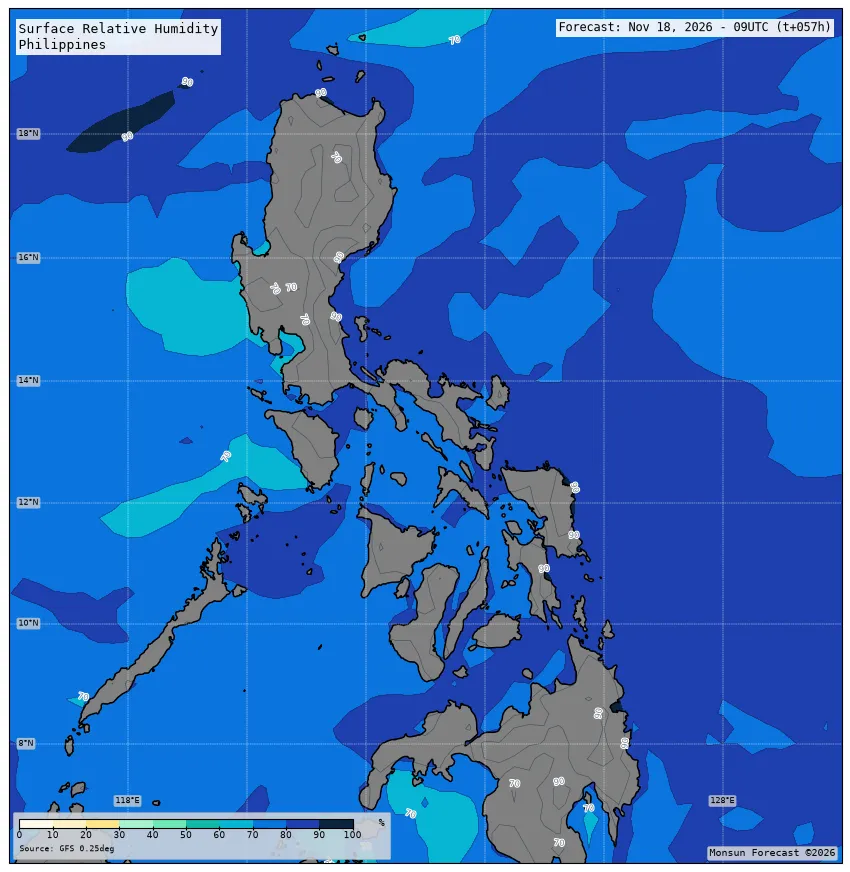 Surface Relative Humidity
Philippines
Forecast: Nov 18, 2026 - 09UTC (t+057h)
70
90
90
90
18°N
70
16°N
90
70
70
70
90
14°N
70
12°N
90
90
90
10°N
70
90
90
8°N
70
90
118°E
128°E
70
70
70
%
0 10 20 30 40 50 60 70 80 90 100
Source: GFS 0.25deg
Monsun Forecast ©2026